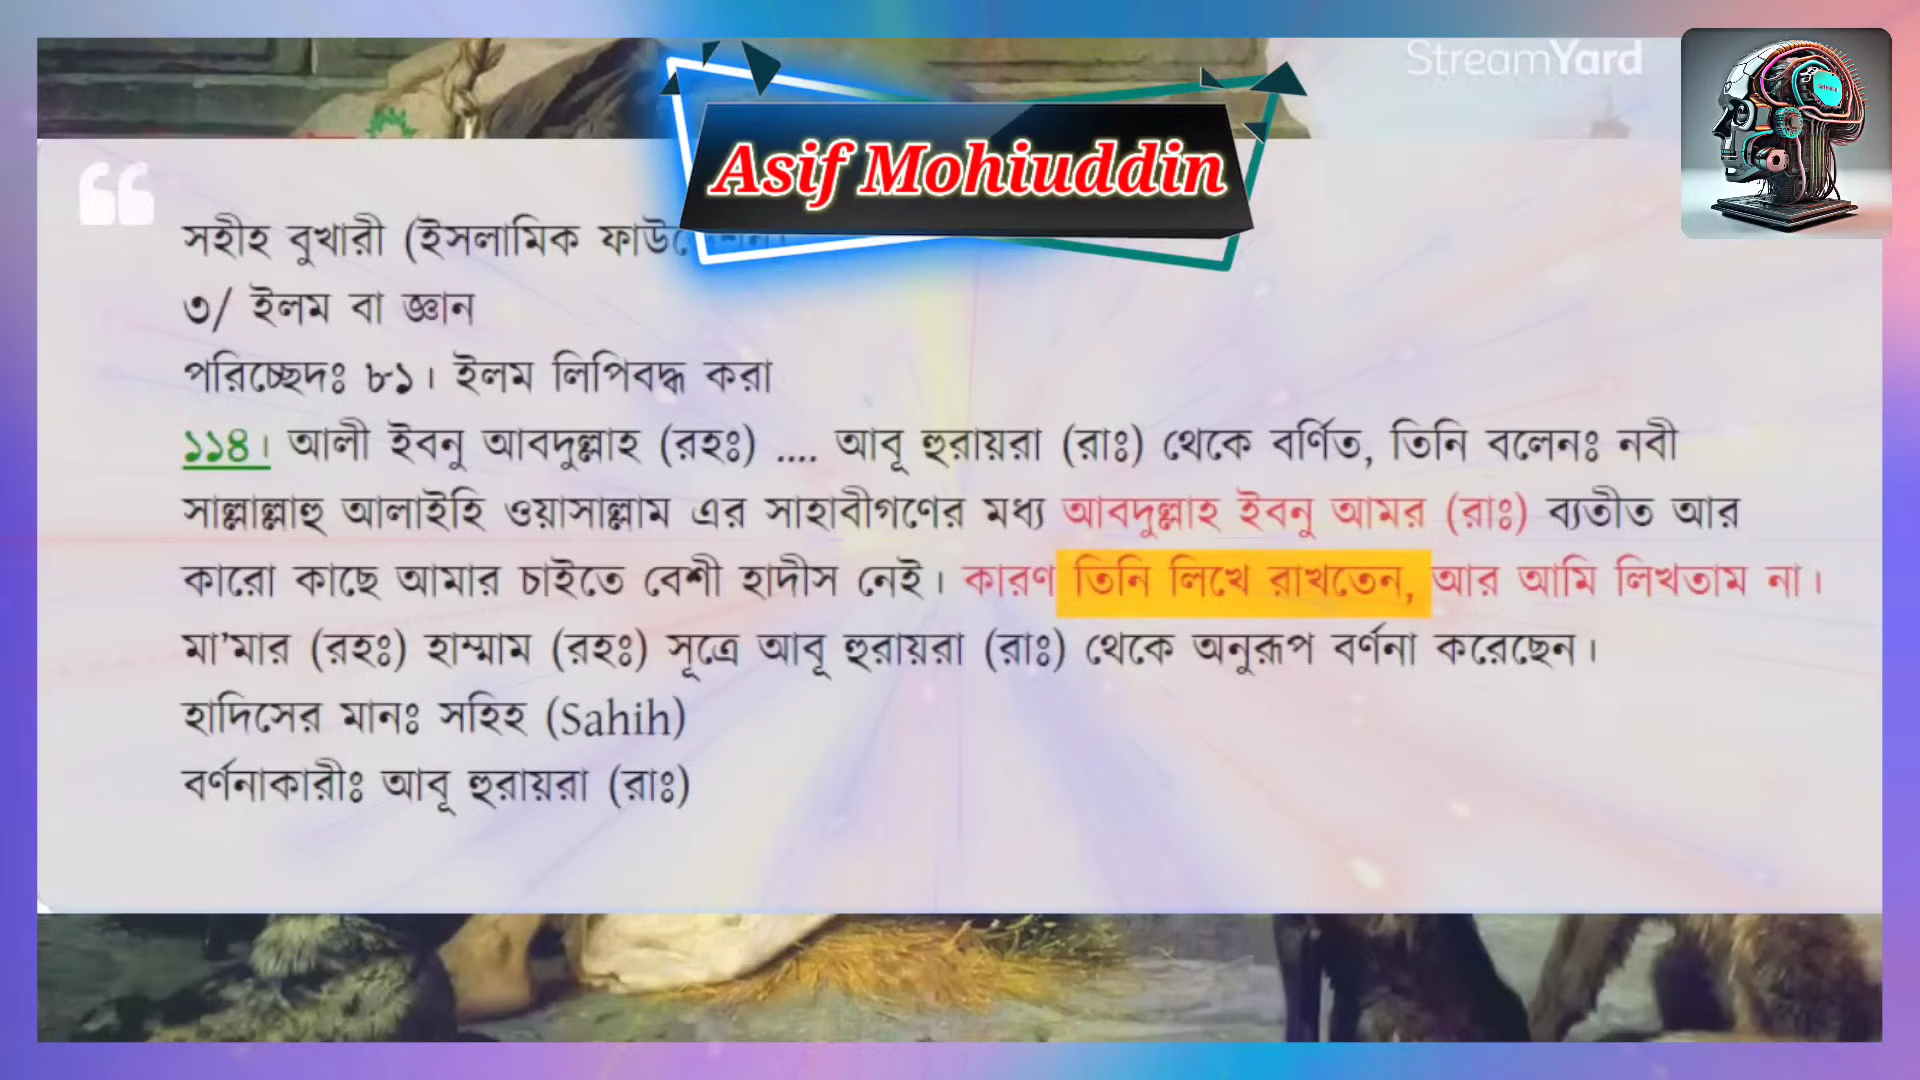 StreamYard
Asif Mohiuddin
সহীহ বুখারী (ইসলামিক
৩/ ইলম বা জ্ঞান
পরিচ্ছেদঃ ৮১। ইলম লিপিবদ্ধ করা
১১৪। আলী ইবনু আবদুল্লাহ (রহঃ) .... আবূ হুরায়রা (রাঃ) থেকে বর্ণিত, তিনি বলেনঃ নবী
সাল্লাল্লাহু আলাইহি ওয়াসাল্লাম এর সাহাবীগণের মধ্য আবদুল্লাহ ইবনু আমর (রাঃ) ব্যতীত আর
কারো কাছে আমার চাইতে বেশী হাদীস নেই। কারণ তিনি লিখে রাখতেন, আর আমি লিখতাম না।
মা’মার (রহঃ) হাম্মাম (রহঃ) সূত্রে আবূ হুরায়রা (রাঃ) থেকে অনুরূপ বর্ণনা করেছেন।
হাদিসের মানঃ সহিহ (Sahih)
বর্ণনাকারীঃ আবূ হুরায়রা (রাঃ)